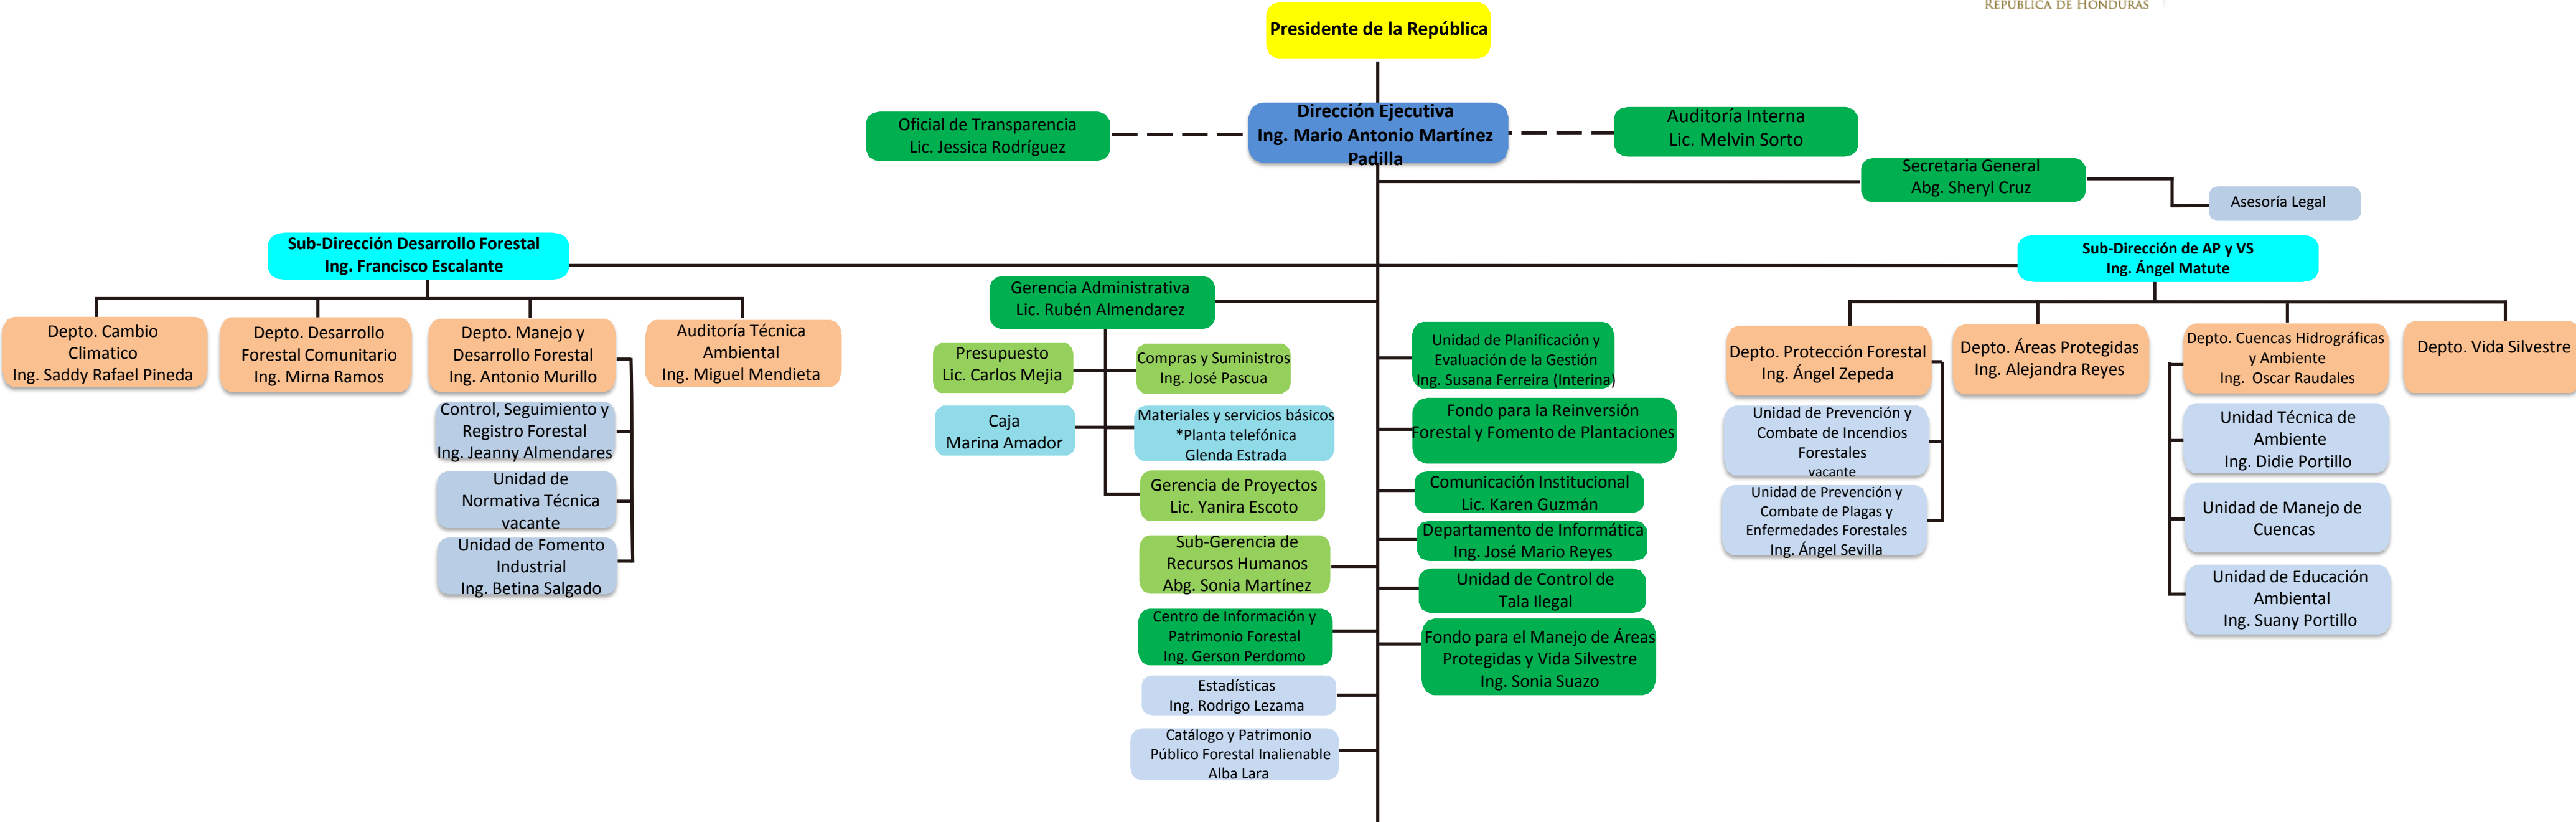 REPÚBLICA DE HONDURAS
Presidente de la República
Dirección Ejecutiva
Ing. Mario Antonio Martínez
Padilla
Oficial de Transparencia
Lic. Jessica Rodríguez
Auditoría Interna
Lic. Melvin Sorto
Secretaria General
Abg. Sheryl Cruz
Asesoría Legal
Sub-Dirección Desarrollo Forestal
Ing. Francisco Escalante
Sub-Dirección de AP y VS
Ing. Ángel Matute
Depto. Cambio
Climatico
Ing. Saddy Rafael Pineda
Depto. Desarrollo
Forestal Comunitario
Ing. Mirna Ramos
Depto. Manejo y
Desarrollo Forestal
Ing. Antonio Murillo
Auditoría Técnica
Ambiental
Ing. Miguel Mendieta
Control, Seguimiento y
Registro Forestal
Ing. Jeanny Almendares
Unidad de
Normativa Técnica
vacante
Unidad de Fomento
Industrial
Ing. Betina Salgado
Gerencia Administrativa
Lic. Rubén Almendarez
Presupuesto
Lic. Carlos Mejia
Compras y Suministros
Ing. José Pascua
Caja
Marina Amador
Materiales y servicios básicos
*Planta telefónica
Glenda Estrada
Gerencia de Proyectos
Lic. Yanira Escoto
Sub-Gerencia de
Recursos Humanos
Abg. Sonia Martínez
Centro de Información y
Patrimonio Forestal
Ing. Gerson Perdomo
Estadísticas
Ing. Rodrigo Lezama
Catálogo y Patrimonio
Público Forestal Inalienable
Alba Lara
Unidad de Planificación y
Evaluación de la Gestión
Ing. Susana Ferreira (Interina)
Fondo para la Reinversión
Forestal y Fomento de Plantaciones
Comunicación Institucional
Lic. Karen Guzmán
Departamento de Informática
Ing. José Mario Reyes
Unidad de Control de
Tala Ilegal
Fondo para el Manejo de Áreas
Protegidas y Vida Silvestre
Ing. Sonia Suazo
Depto. Protección Forestal
Ing. Ángel Zepeda
Depto. Áreas Protegidas
Ing. Alejandra Reyes
Depto. Cuencas Hidrográficas
y Ambiente
Ing. Oscar Raudales
Depto. Vida Silvestre
Unidad de Prevención y
Combate de Incendios
Forestales
vacante
Unidad de Prevención y
Combate de Plagas y
Enfermedades Forestales
Ing. Ángel Sevilla
Unidad Técnica de
Ambiente
Ing. Didie Portillo
Unidad de Manejo de
Cuencas
Unidad de Educación
Ambiental
Ing. Suany Portillo